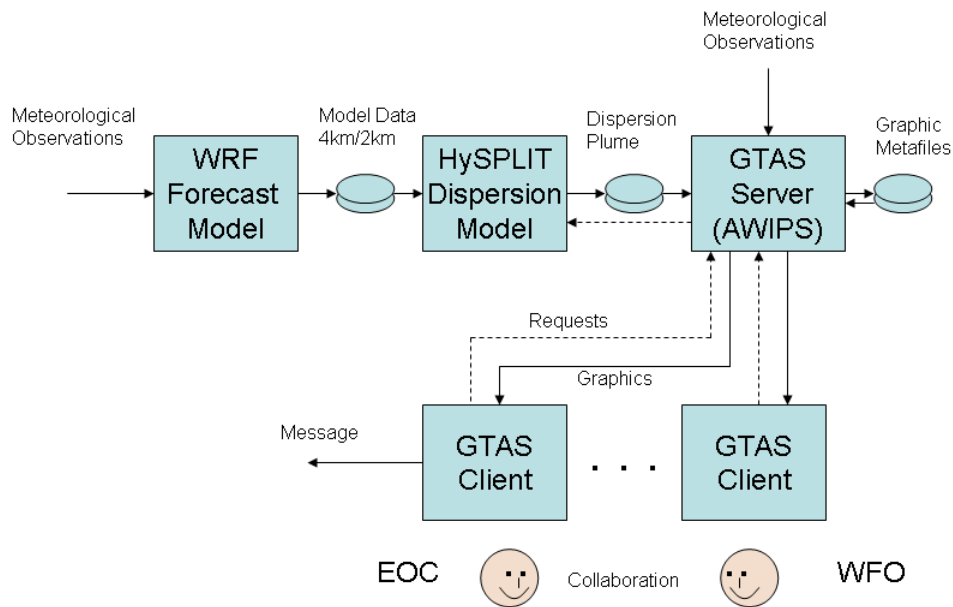 Meteorological
Observations
Meteorological
Observations
Model Data
4km/2km
Dispersion
Plume
Graphic
Metafiles
WRF
Forecast
Model
HySPLIT
Dispersion
Model
GTAS
Server
(AWIPS)
Requests
Graphics
Message
GTAS
Client
. . .
GTAS
Client
EOC
Collaboration
WFO